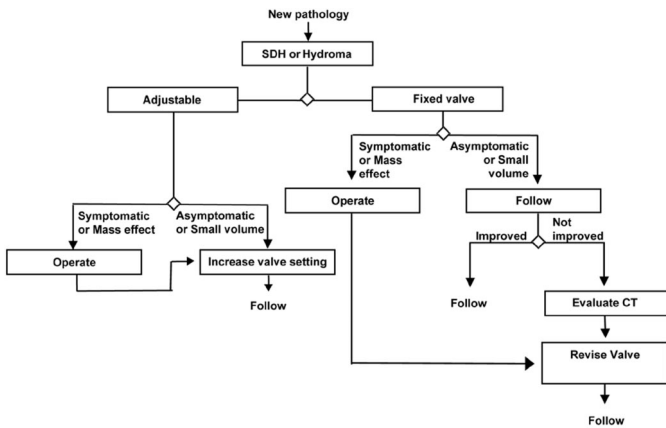 New pathology
SDH or Hydroma
Adjustable
Fixed valve
Symptomatic
or Mass
effect
Asymptomatic
or Small
volume
Operate
Follow
Symptomatic
or Mass effect
Asymptomatic
or Small volume
Improved
Not
improved
Operate
Increase valve setting
Follow
Follow
Evaluate CT
Revise Valve
Follow